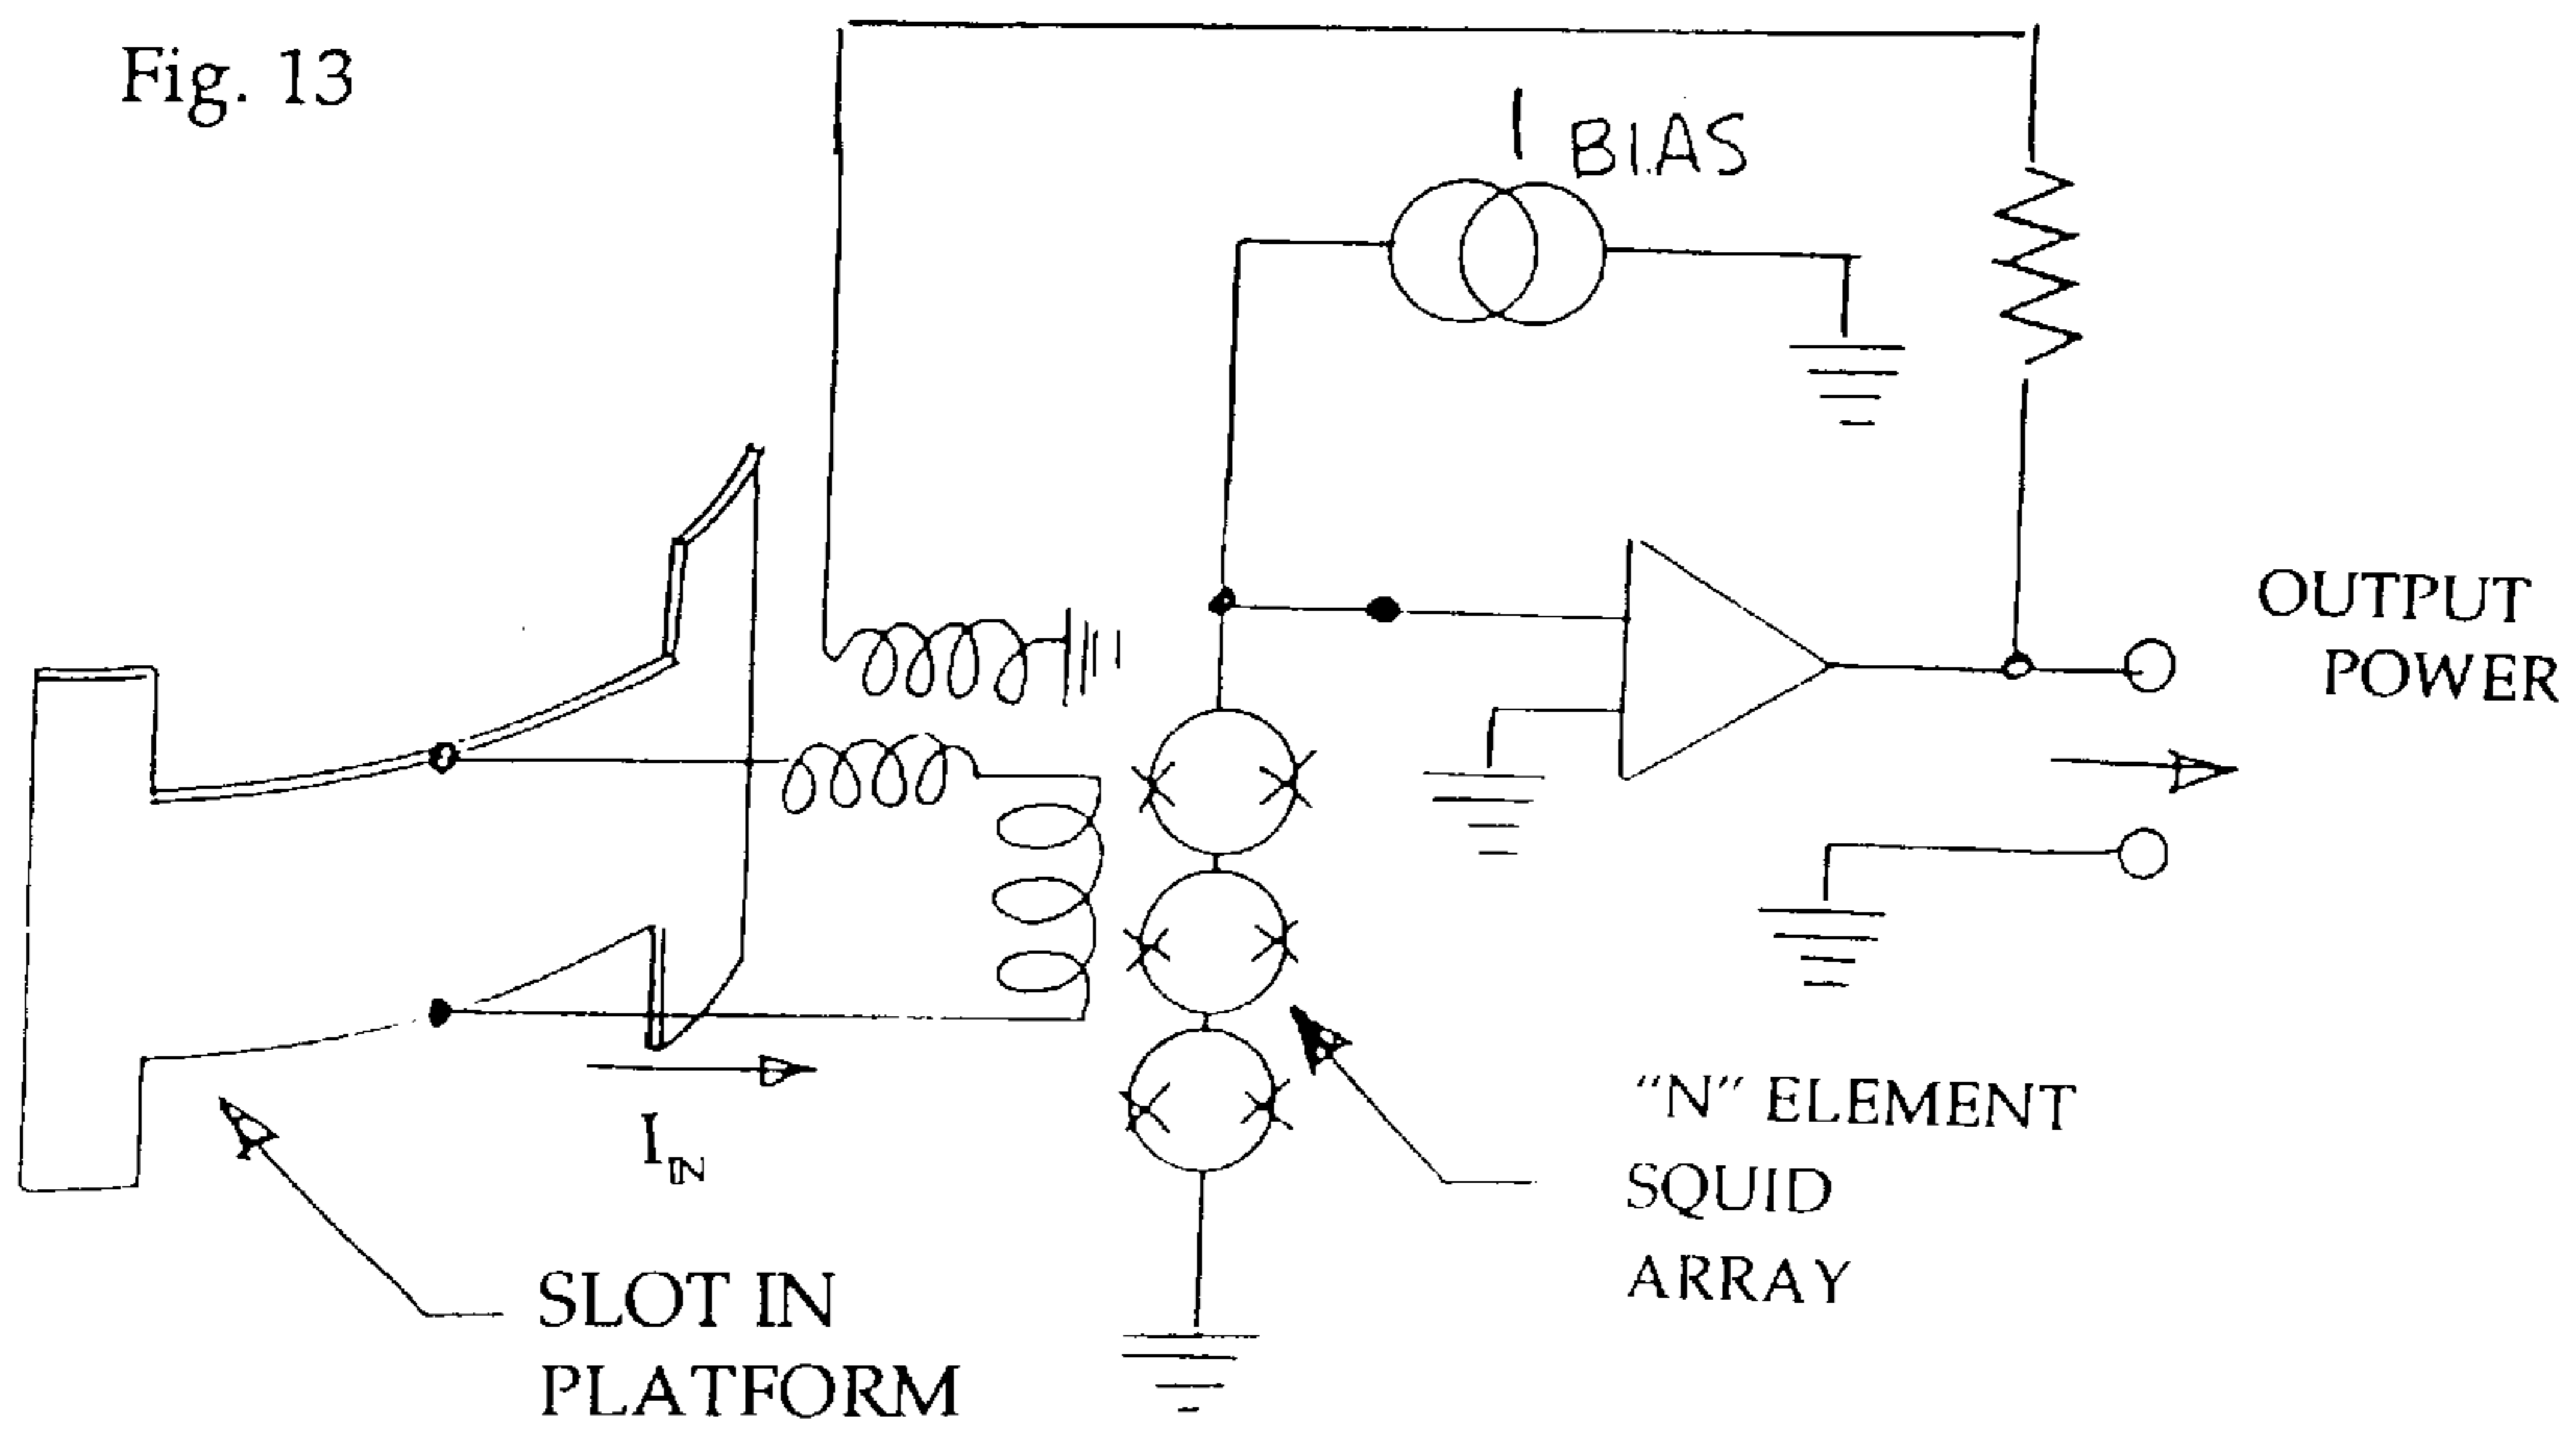 Fig. 13
I BIAS
OUTPUT
POWER
I IN
"N" ELEMENT
SQUID
ARRAY
SLOT IN
PLATFORM